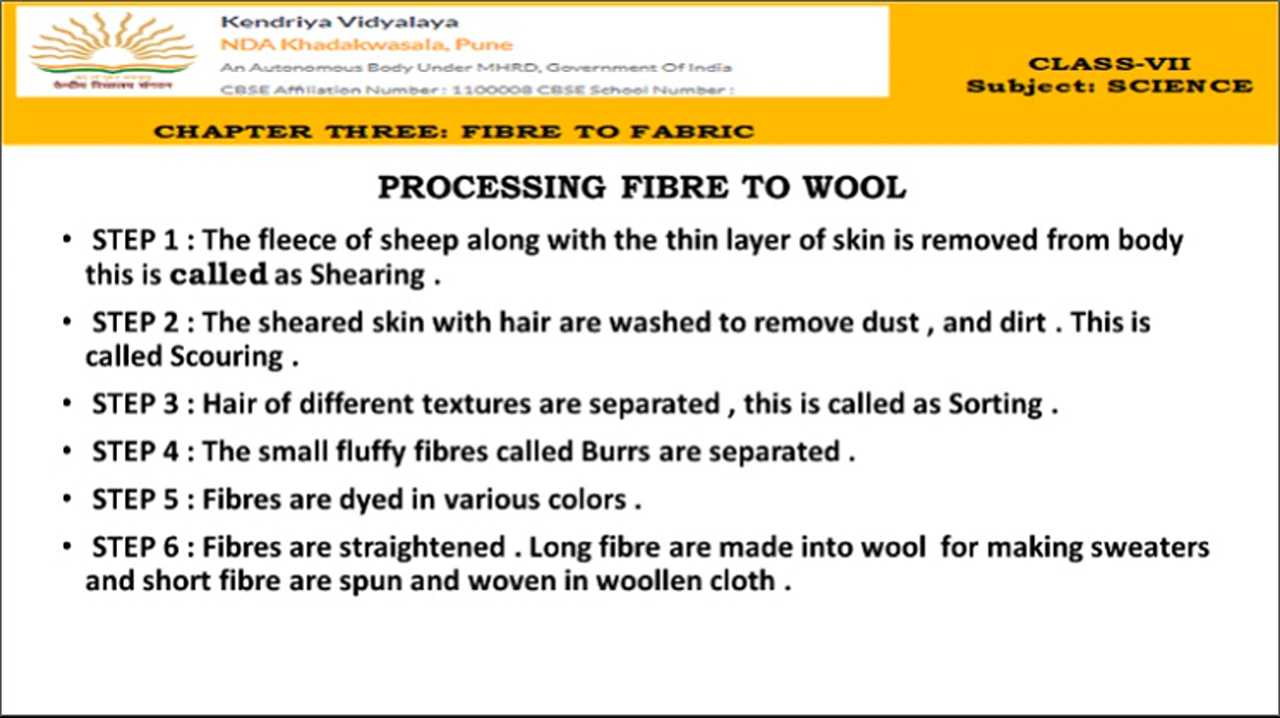 Kendriya Vidyalaya
NDA Khadakwasala, Pune
An Autonomous Body Under MHRD, Government Of India
CBSE Affiliation Number : 1100008 CBSE School Number :
केन्द्रीय विद्यालय संगठन
CLASS-VII
Subject: SCIENCE
CHAPTER THREE: FIBRE TO FABRIC
PROCESSING FIBRE TO WOOL
• STEP 1 : The fleece of sheep along with the thin layer of skin is removed from body
this is called as Shearing .
• STEP 2 : The sheared skin with hair are washed to remove dust , and dirt . This is
called Scouring .
• STEP 3 : Hair of different textures are separated , this is called as Sorting .
• STEP 4 : The small fluffy fibres called Burrs are separated .
• STEP 5 : Fibres are dyed in various colors .
• STEP 6 : Fibres are straightened . Long fibre are made into wool for making sweaters
and short fibre are spun and woven in woollen cloth .